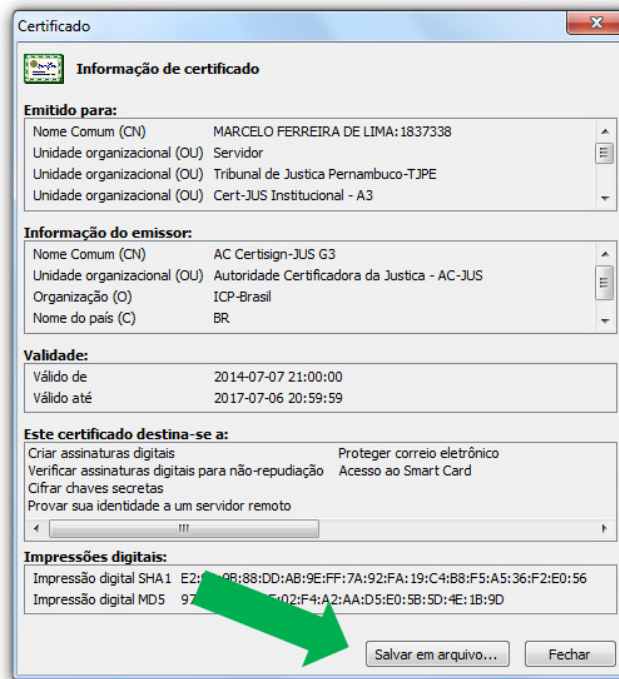 Certificado
Informação de certificado
Emitido para:
Nome Comum (CN) MARCELO FERREIRA DE LIMA:1837338
Unidade organizacional (OU) Servidor
Unidade organizacional (OU) Tribunal de Justica Pernambuco-TJPE
Unidade organizacional (OU) Cert-JUS Institucional - A3
Informação do emissor:
Nome Comum (CN) AC Certisign-JUS G3
Unidade organizacional (OU) Autoridade Certificadora da Justica - AC-JUS
Organização (O) ICP-Brasil
Nome do país (C) BR
Validade:
Válido de 2014-07-07 21:00:00
Válido até 2017-07-06 20:59:59
Este certificado destina-se a:
Criar assinaturas digitais Proteger correio eletrônico
Verificar assinaturas digitais para não-repudiação Acesso ao Smart Card
Cifrar chaves secretas
Provar sua identidade a um servidor remoto
Impressões digitais:
Impressão digital SHA1 :88:DD:AB:9E:FF:7A:92:FA:19:C4:B8:F5:A5:36:F2:E0:56
Impressão digital MD5 :02:F4:A2:AA:D5:E0:5B:5D:4E:1B:9D
Salvar em arquivo... Fechar